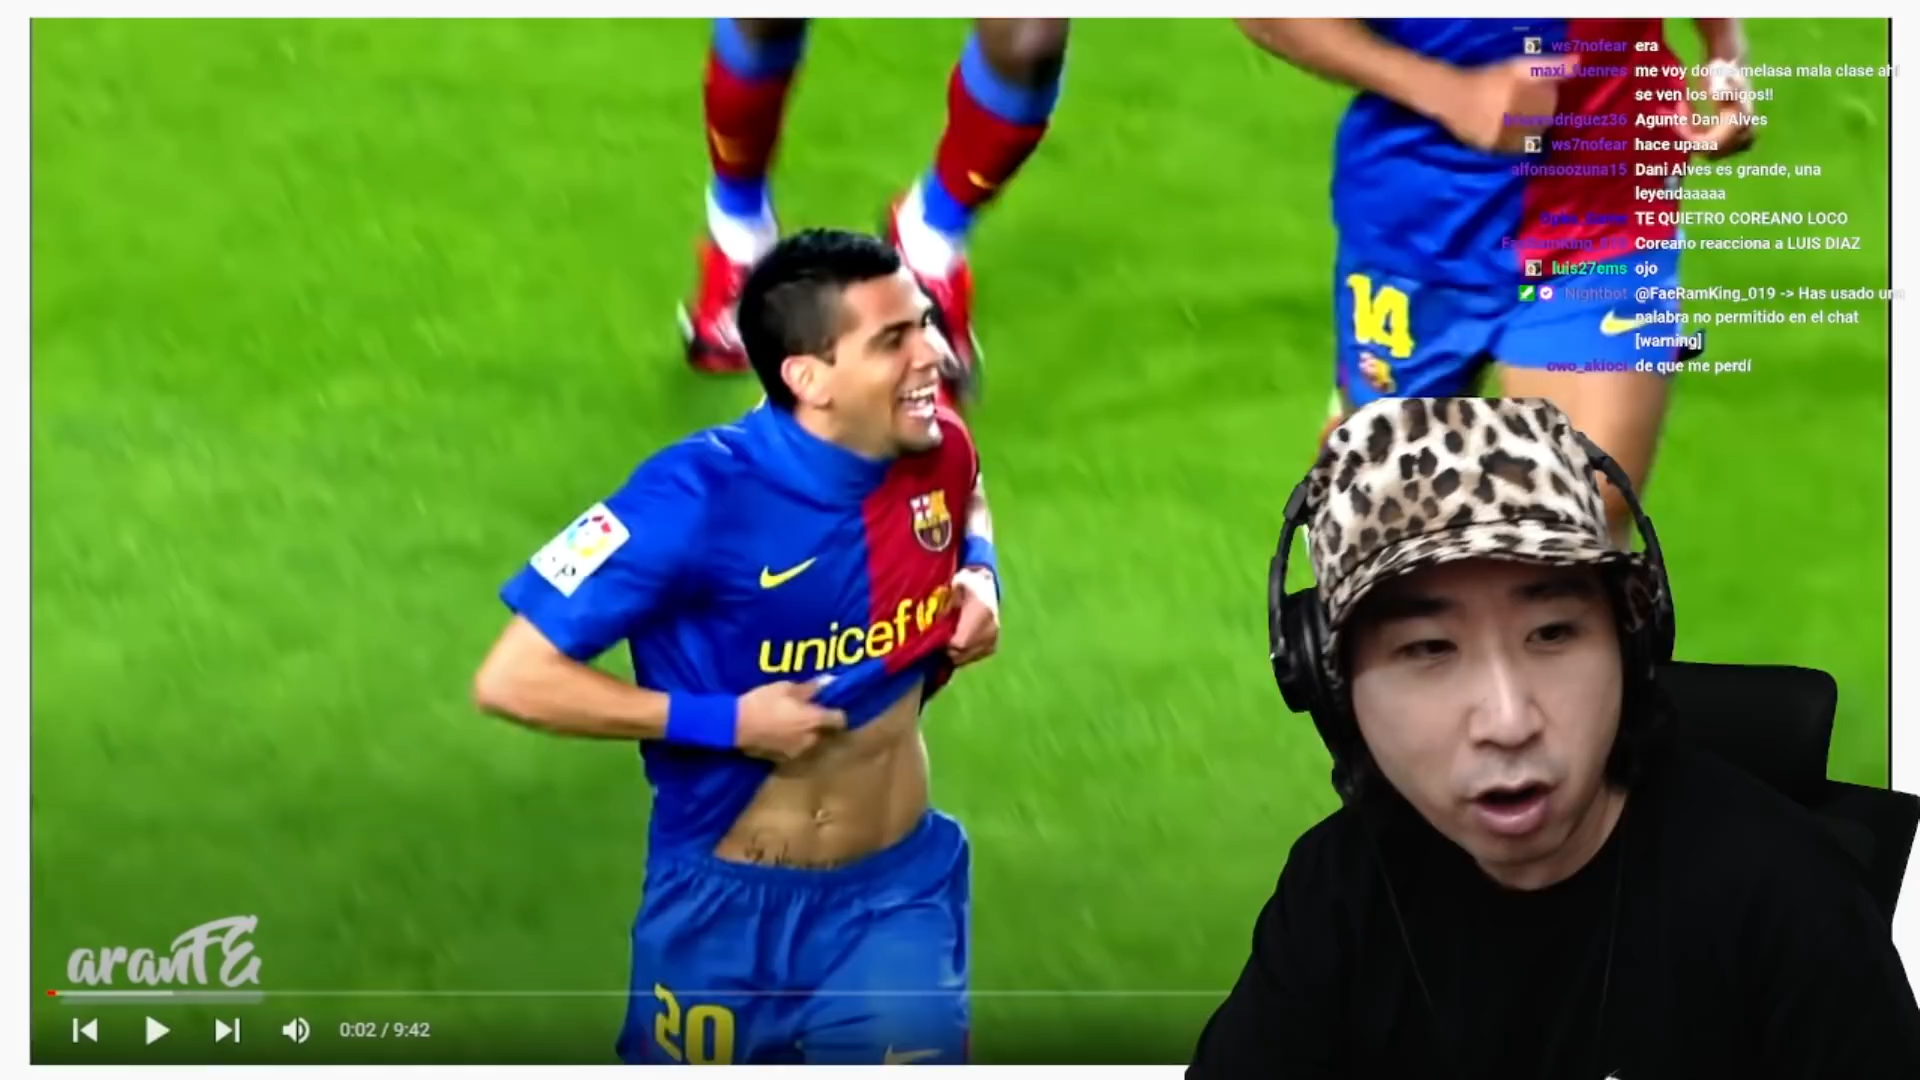 ws7nofear era
me voy melasa mala clase ahi
se ven los amigos!!
Agunte Dani Alves
ws7nofear hace upaaa
alfonsoozuna15 Dani Alves es grande, una
leyendaaaaa
TE QUIETRO COREANO LOCO
Coreano reacciona a LUIS DIAZ
luis27ems ojo
Nightbot @FaeRamKing_019 -> Has usado una
palabra no permitido en el chat
[warning]
owo_akioci de que me perdí
14
unicef
20
aranFE
0:02 / 9:42